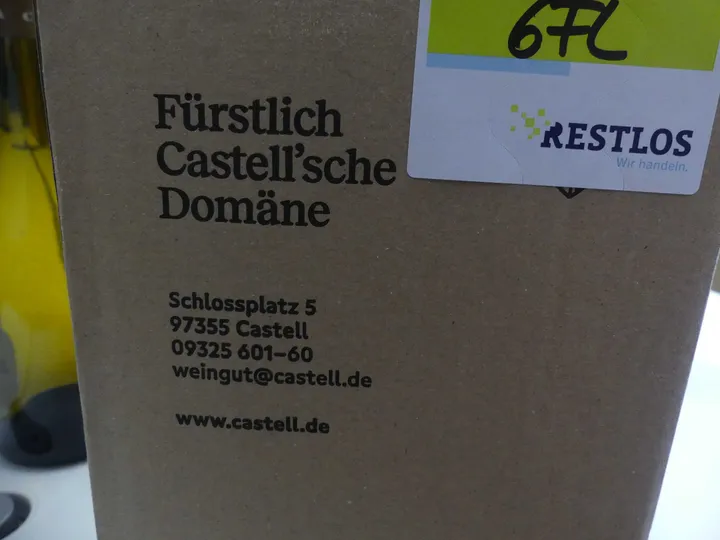 6FL
RESTLOS
Wir handeln.
Fürstlich
Castell'sche
Domäne
Schlossplatz 5
97355 Castell
09325 601–60
weingut@castell.de
www.castell.de